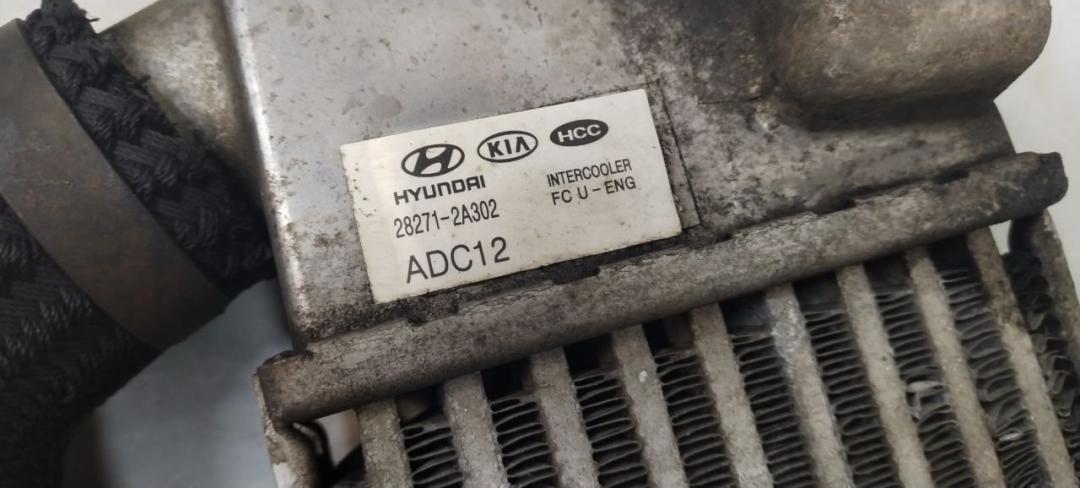 HYUNDAI KIA HCC
28271-2A302
ADC12
INTERCOOLER
FC U-ENG